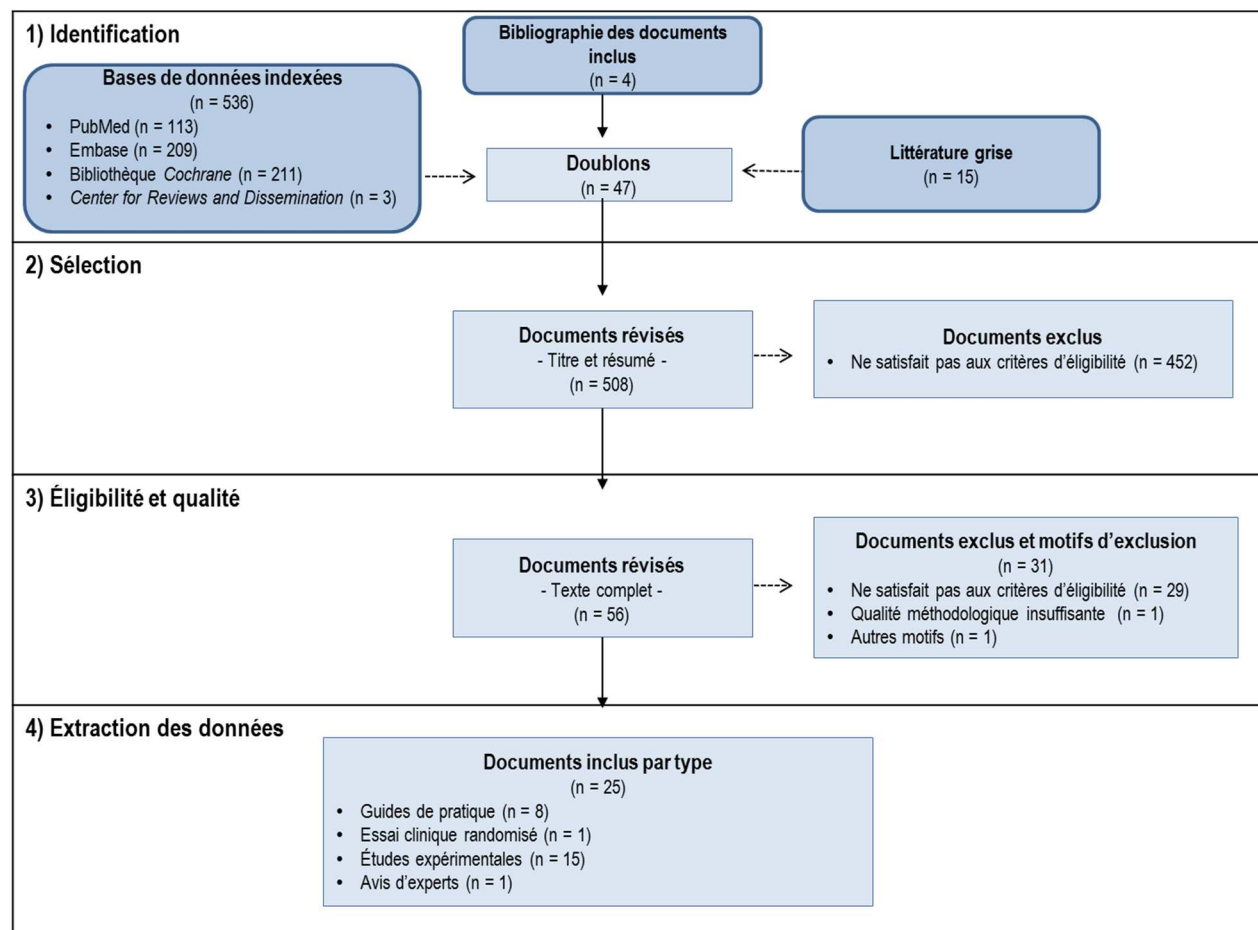 1) Identification
Bibliographie des documents
inclus
(n = 4)
Bases de données indexées
(n = 536)
• PubMed (n = 113)
• Embase (n = 209)
• Bibliothèque Cochrane (n = 211)
• Center for Reviews and Dissemination (n = 3)
Doublons
(n = 47)
Littérature grise
(n = 15)
2) Sélection
Documents révisés
- Titre et résumé -
(n = 508)
Documents exclus
• Ne satisfait pas aux critères d’éligibilité (n = 452)
3) Éligibilité et qualité
Documents révisés
- Texte complet -
(n = 56)
Documents exclus et motifs d’exclusion
(n = 31)
• Ne satisfait pas aux critères d’éligibilité (n = 29)
• Qualité méthodologique insuffisante (n = 1)
• Autres motifs (n = 1)
4) Extraction des données
Documents inclus par type
(n = 25)
• Guides de pratique (n = 8)
• Essai clinique randomisé (n = 1)
• Études expérimentales (n = 15)
• Avis d’experts (n = 1)